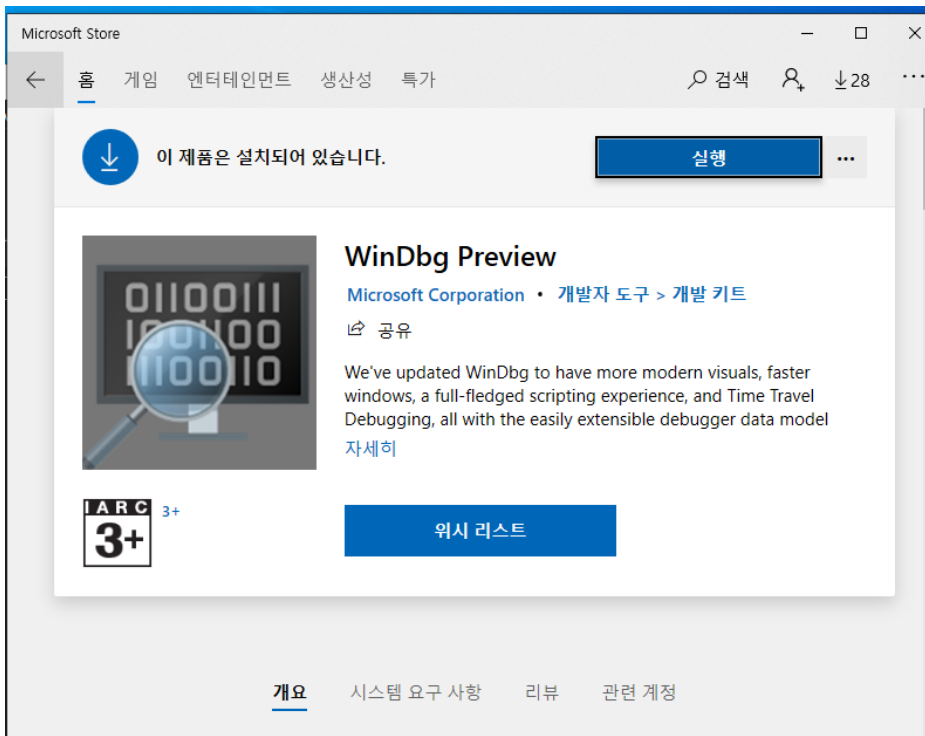 Microsoft Store
홈 게임 엔터테인먼트 생산성 특가 검색 28
이 제품은 설치되어 있습니다. 실행
WinDbg Preview
Microsoft Corporation • 개발자 도구 > 개발 키트
공유
We've updated WinDbg to have more modern visuals, faster
windows, a full-fledged scripting experience, and Time Travel
Debugging, all with the easily extensible debugger data model
자세히
01100111
1001100
1110110
IARC
3+
3+
위시 리스트
개요 시스템 요구 사항 리뷰 관련 계정